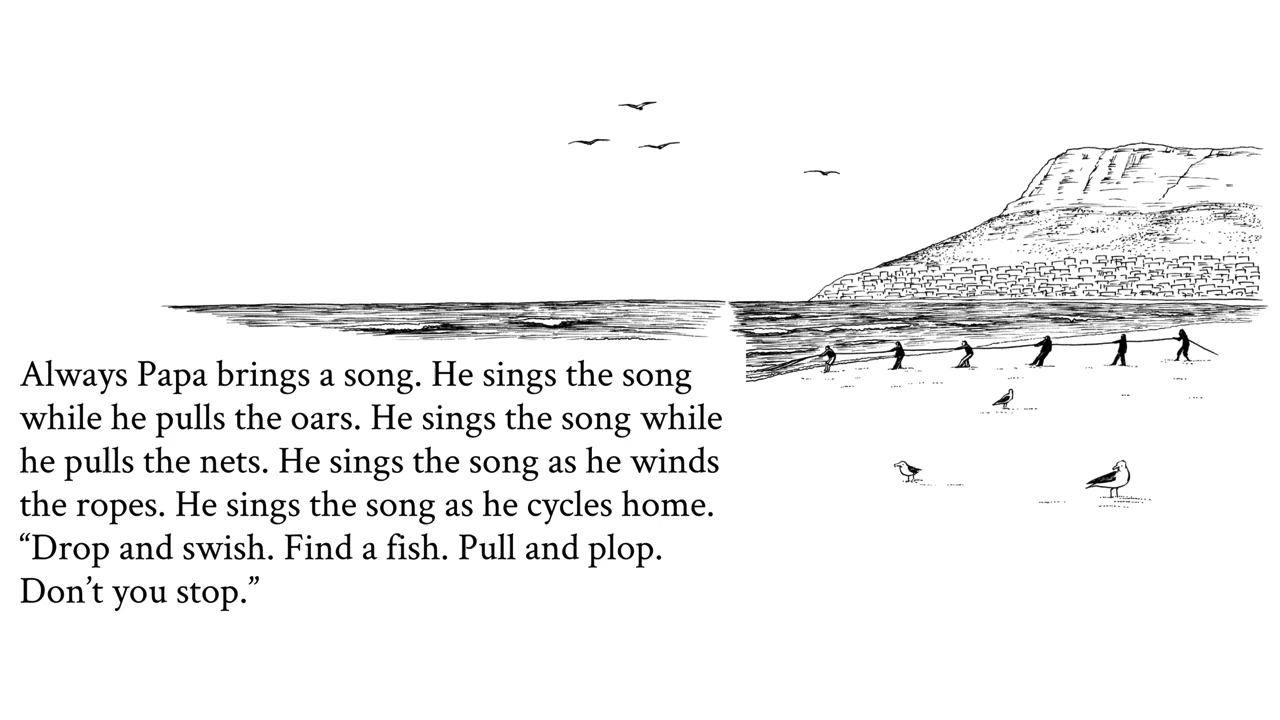 Always Papa brings a song. He sings the song
while he pulls the oars. He sings the song while
he pulls the nets. He sings the song as he winds
the ropes. He sings the song as he cycles home.
“Drop and swish. Find a fish. Pull and plop.
Don’t you stop.”